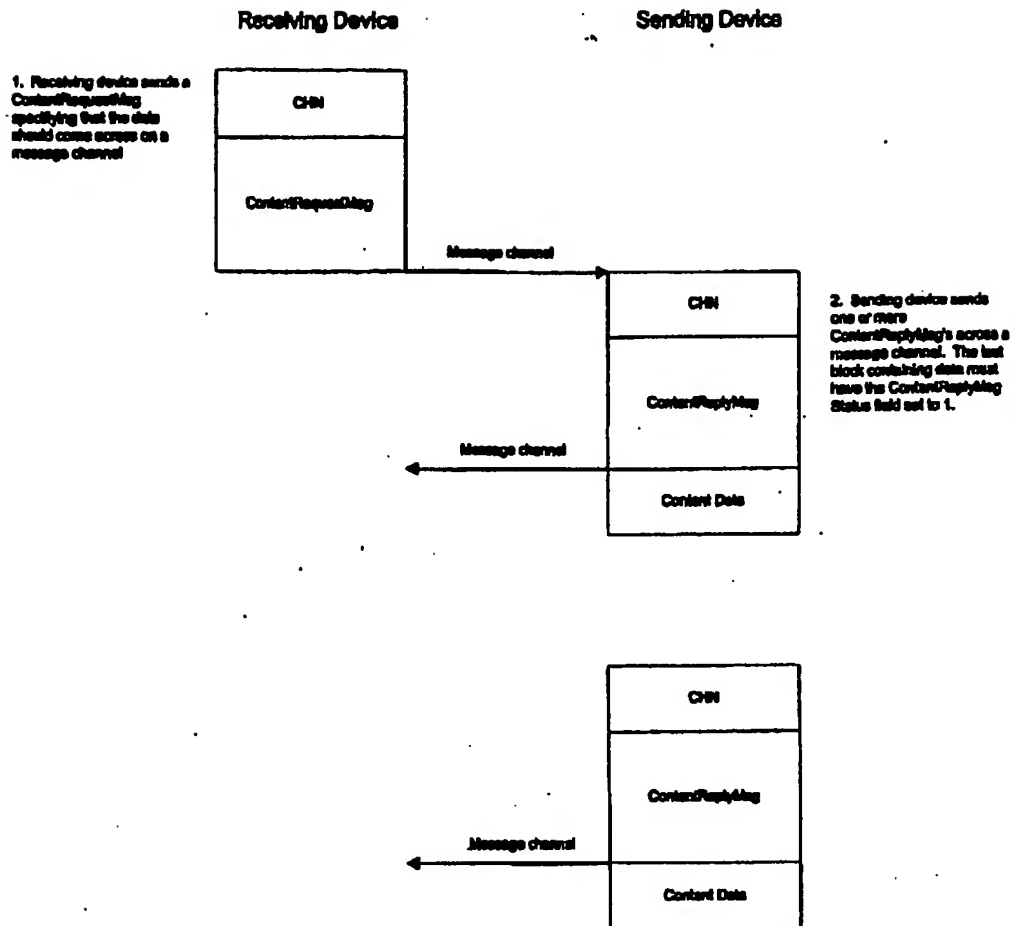 Receiving Device
Sending Device
1. Receiving device sends a
ContentRequestMsg
specifying that the data
should come across on a
message channel
CHN
ContentRequestMsg
Message channel
CHN
2. Sending device sends
one or more
ContentReplyMsg's across a
message channel. The last
block containing data must
have the ContentReplyMsg
Status field set to 1.
ContentReplyMsg
Message channel
Content Data
CHN
ContentReplyMsg
Message channel
Content Data